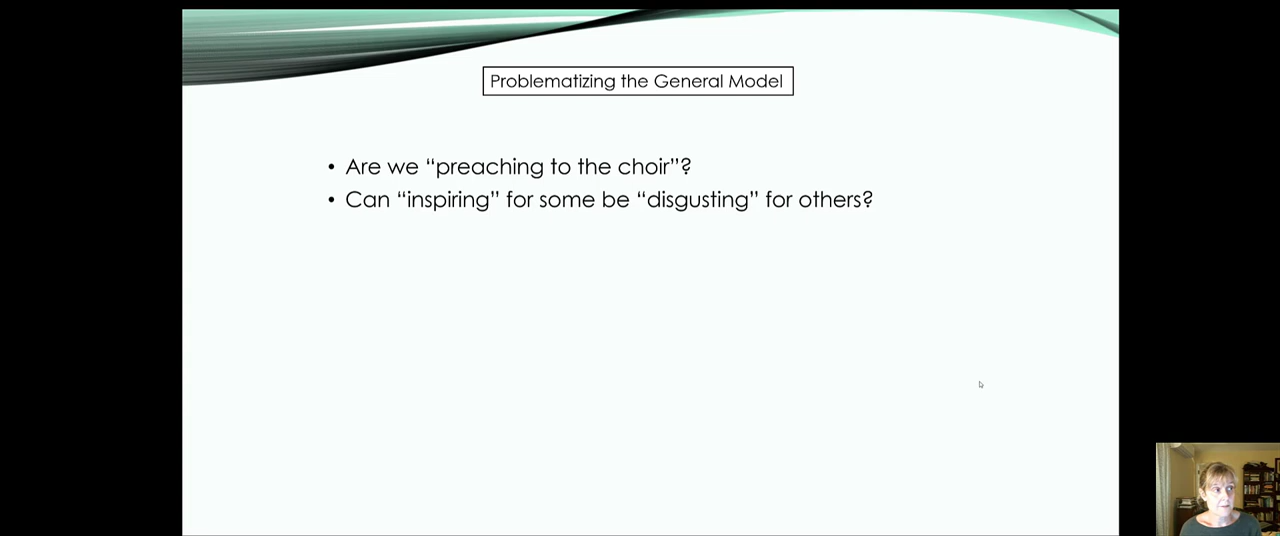 Problematizing the General Model
• Are we “preaching to the choir”?
• Can “inspiring” for some be “disgusting” for others?